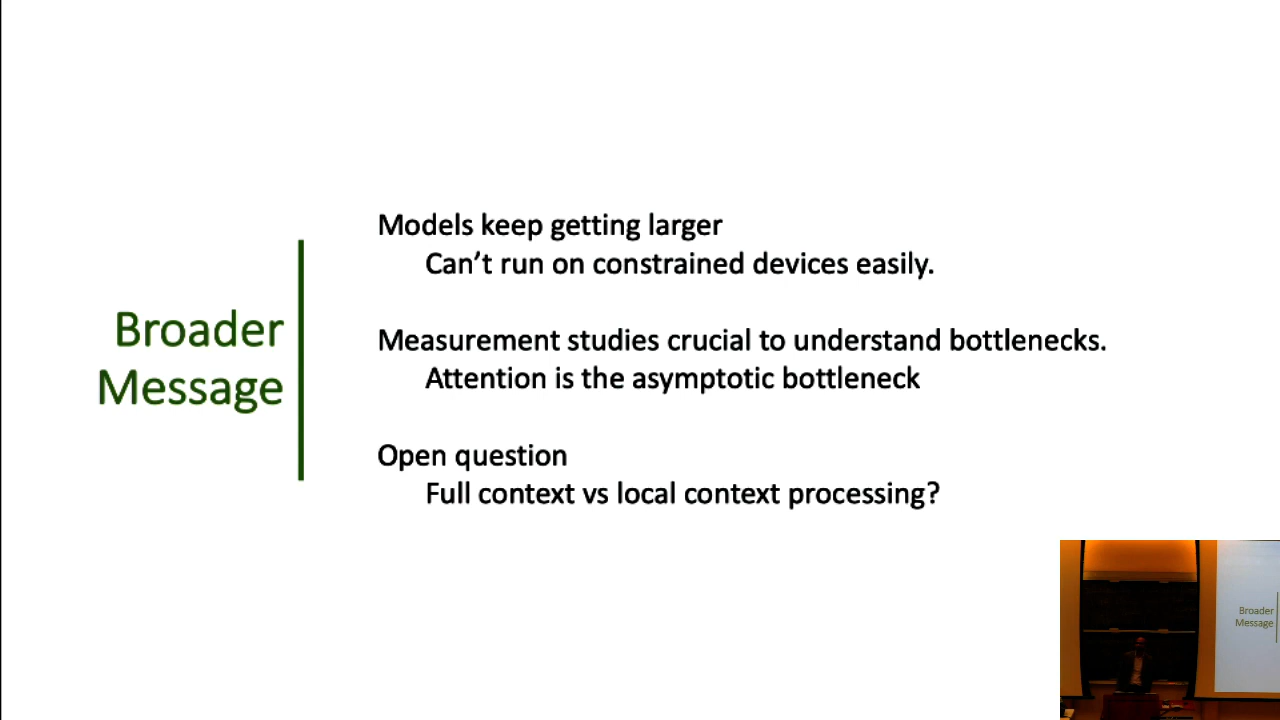 Broader
Message
Models keep getting larger
Can't run on constrained devices easily.
Measurement studies crucial to understand bottlenecks.
Attention is the asymptotic bottleneck
Open question
Full context vs local context processing?
Broader
Message